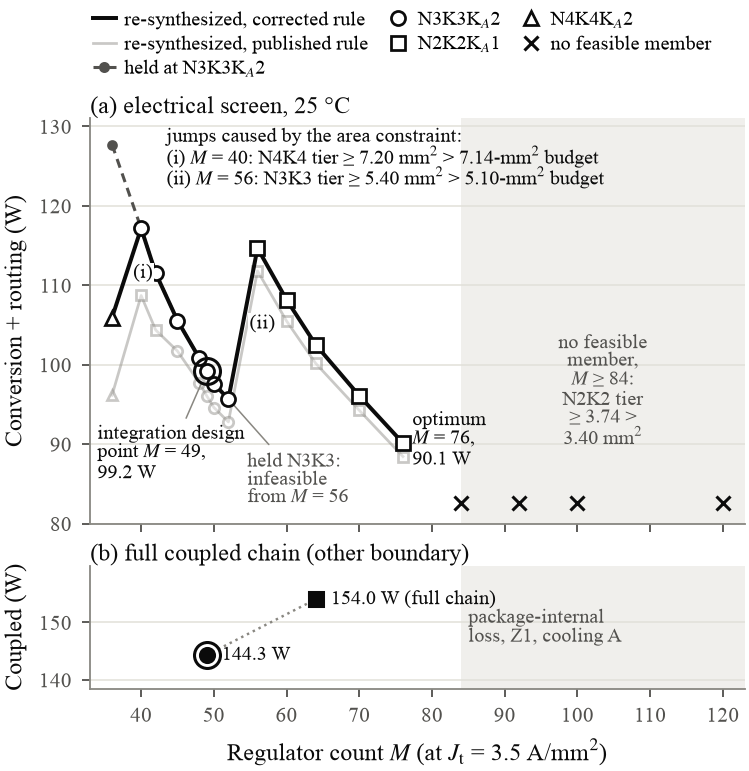 re-synthesized, corrected rule
re-synthesized, published rule
held at N3K3K_A2
N3K3K_A2
N2K2K_A1
N4K4K_A2
no feasible member
(a) electrical screen, 25 °C
jumps caused by the area constraint:
(i) M = 40: N4K4 tier ≥ 7.20 mm² > 7.14-mm² budget
(ii) M = 56: N3K3 tier ≥ 5.40 mm² > 5.10-mm² budget
Conversion + routing (W)
130
120
110
100
90
80
(i)
(ii)
integration design
point M = 49,
99.2 W
held N3K3:
infeasible
from M = 56
optimum
M = 76,
90.1 W
no feasible
member,
M ≥ 84:
N2K2 tier
≥ 3.74 >
3.40 mm²
(b) full coupled chain (other boundary)
Coupled (W)
150
140
154.0 W (full chain)
144.3 W
package-internal
loss, Z1, cooling A
40 50 60 70 80 90 100 110 120
Regulator count M (at J_t = 3.5 A/mm²)